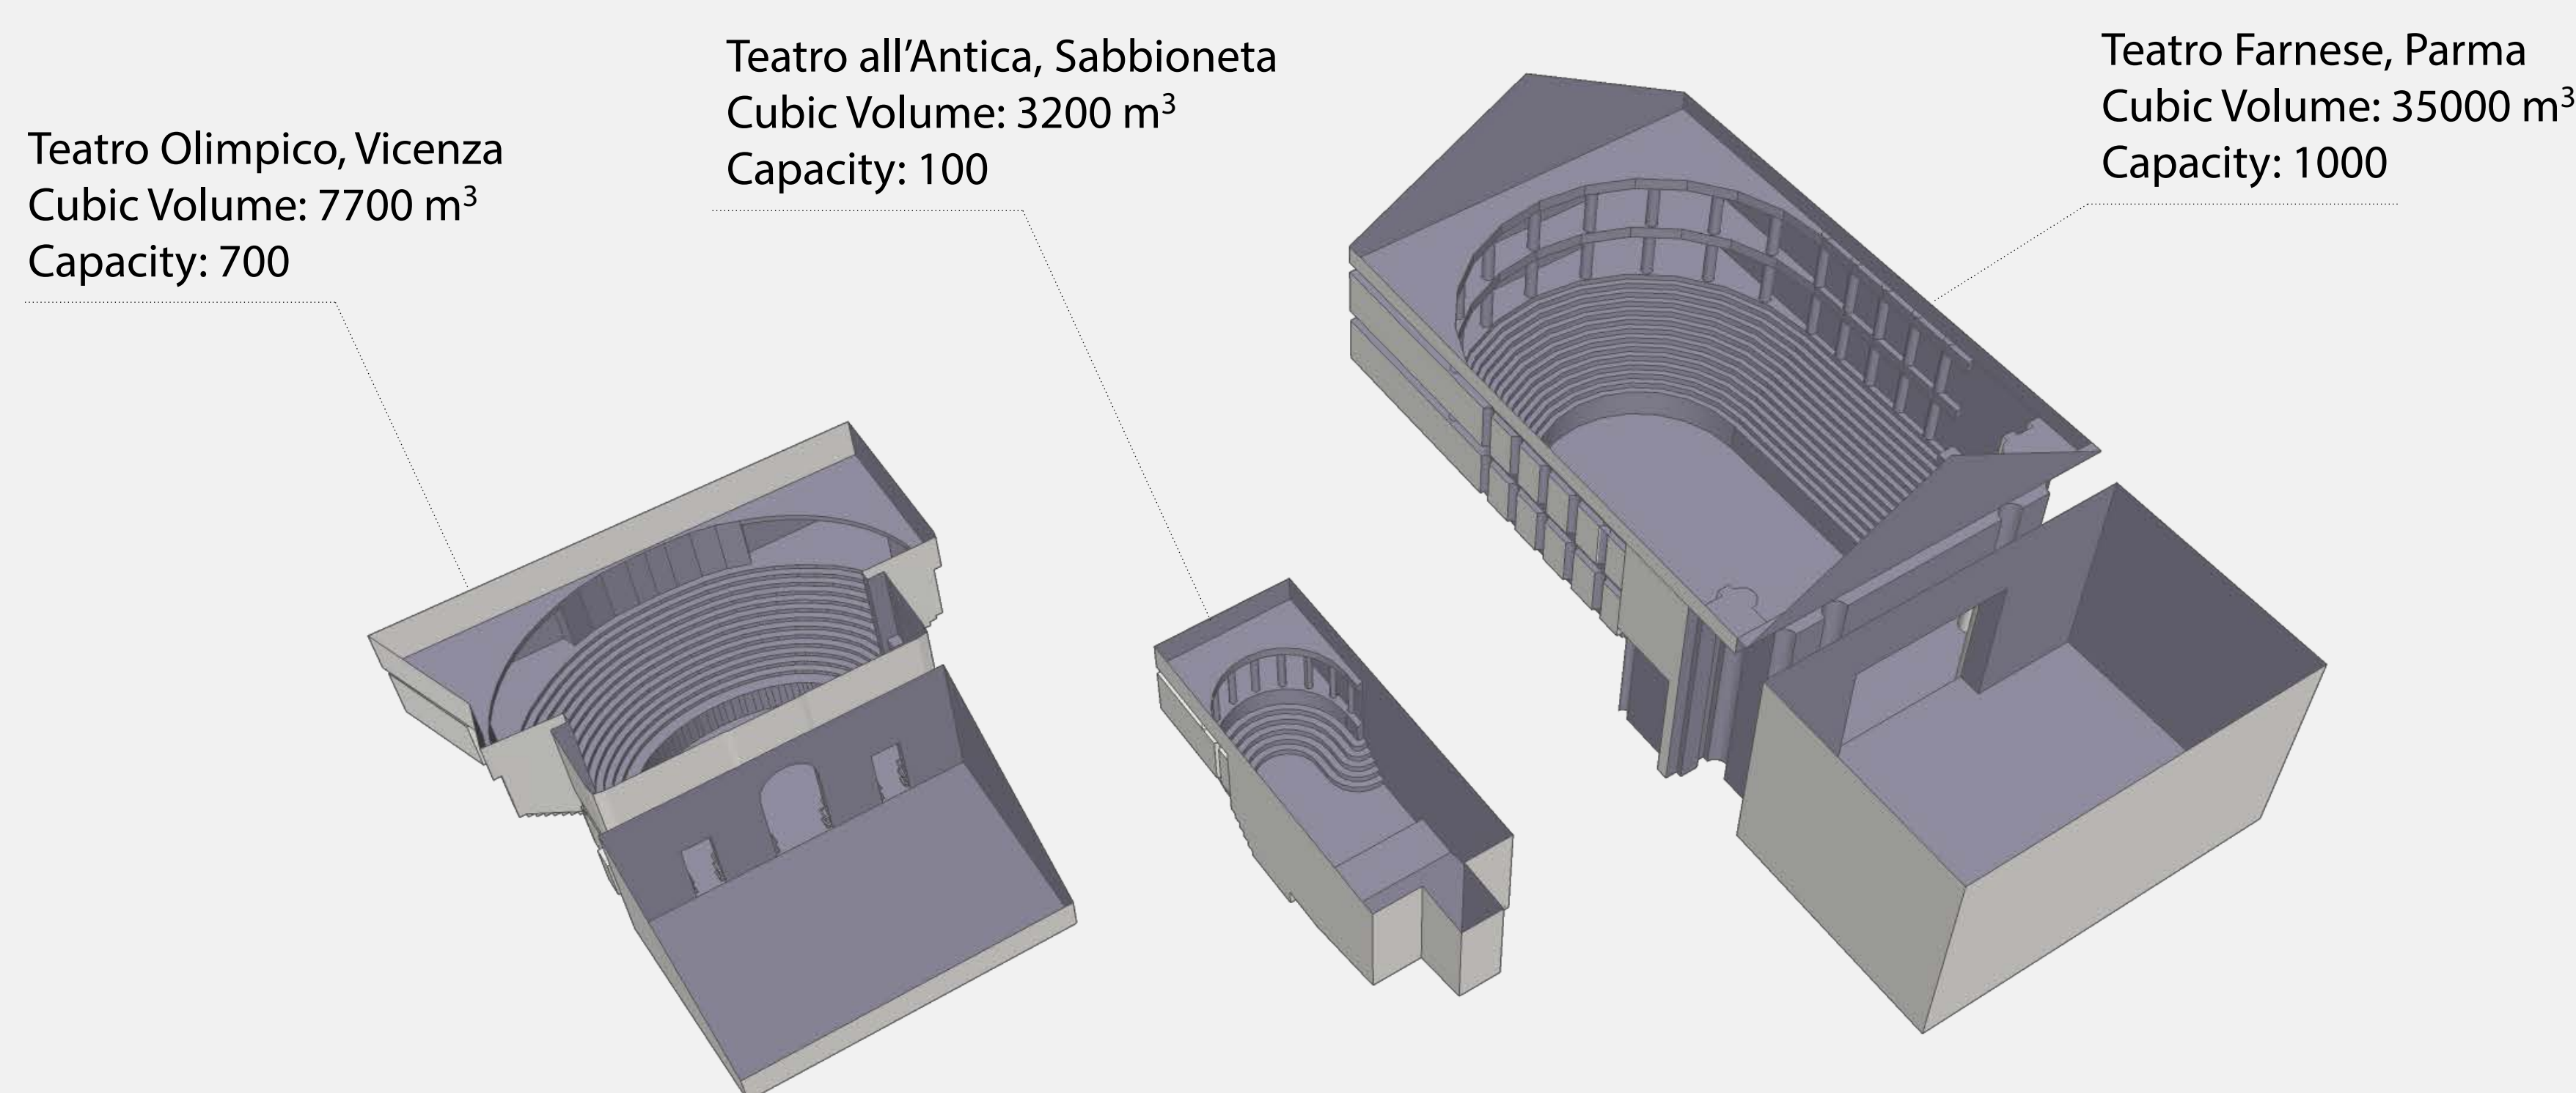 Teatro Olimpico, Vicenza
Cubic Volume: 7700 m³
Capacity: 700
Teatro all’Antica, Sabbioneta
Cubic Volume: 3200 m³
Capacity: 100
Teatro Farnese, Parma
Cubic Volume: 35000 m³
Capacity: 1000